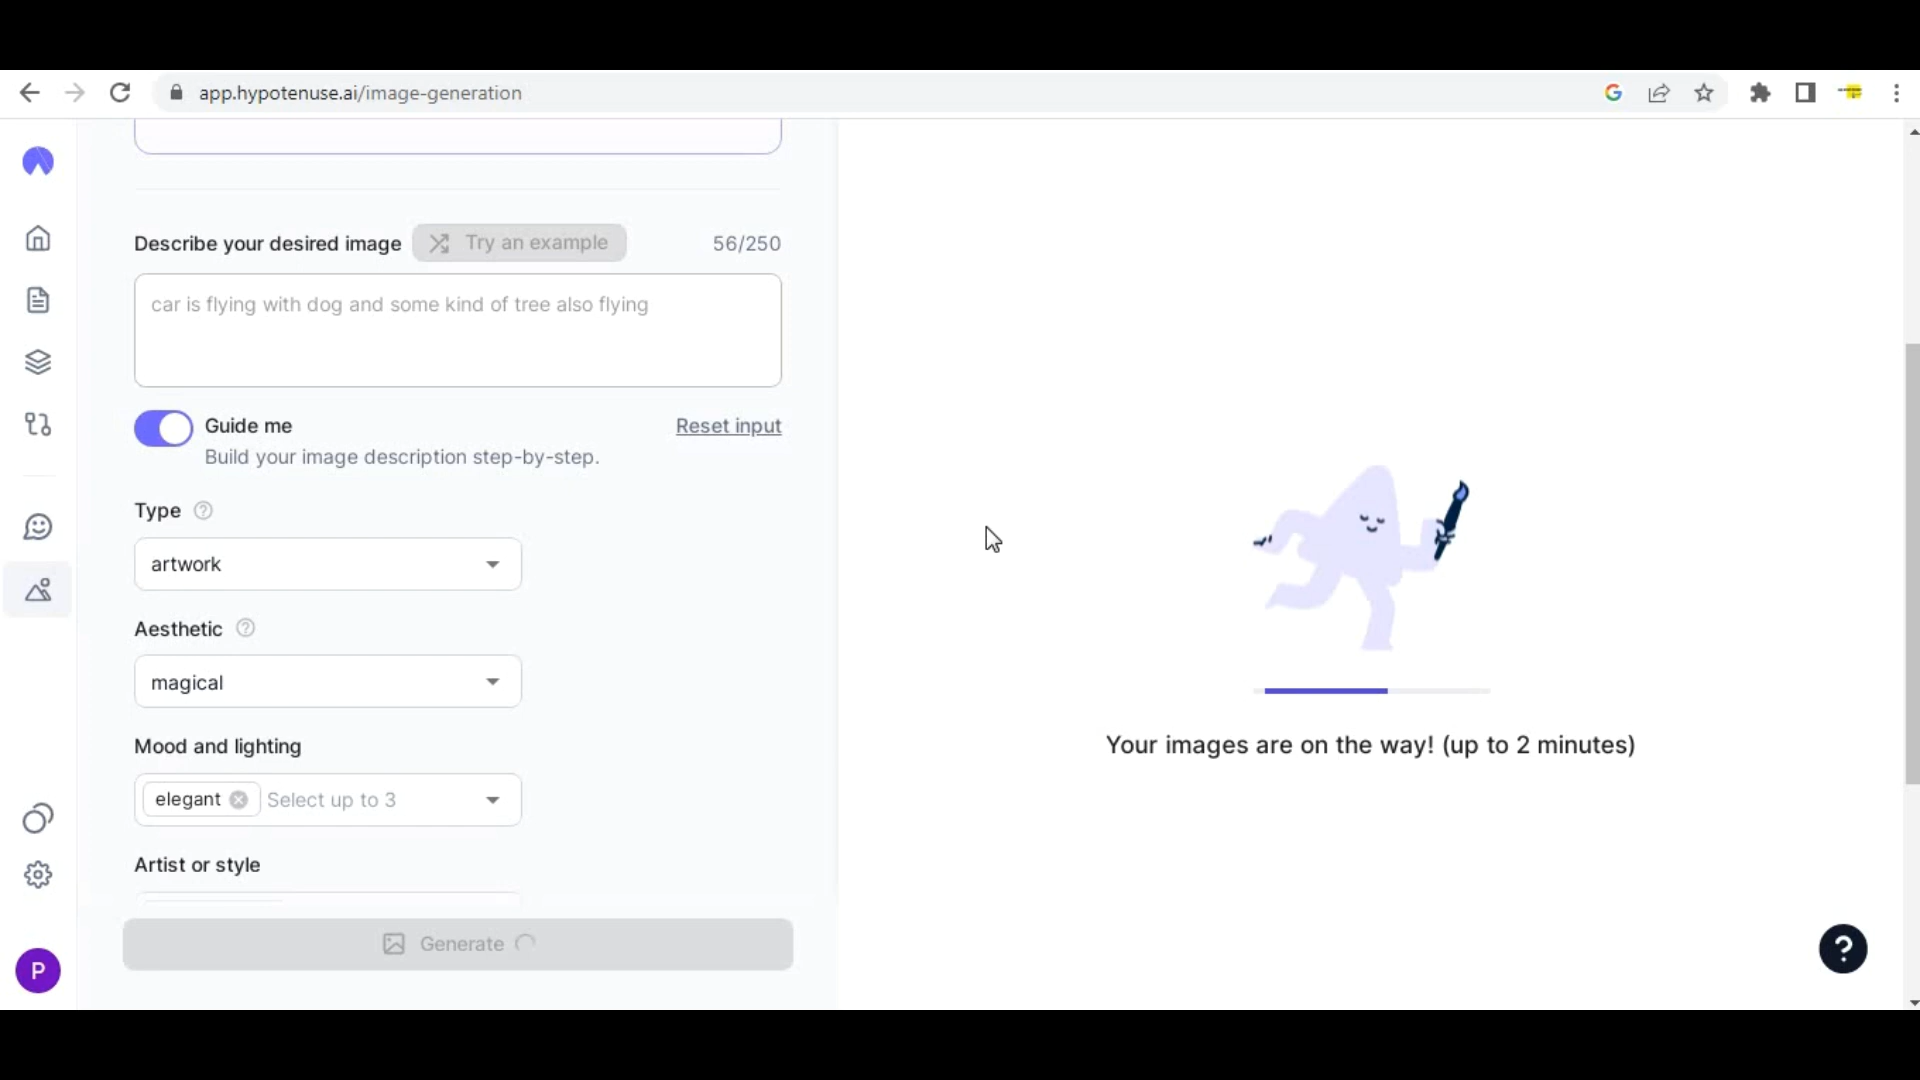 app.hypotenuse.ai/image-generation
Describe your desired image
Try an example
56/250
car is flying with dog and some kind of tree also flying
Guide me
Reset input
Build your image description step-by-step.
Type
artwork
Aesthetic
magical
Mood and lighting
elegant
Select up to 3
Artist or style
Generate
P
Your images are on the way! (up to 2 minutes)